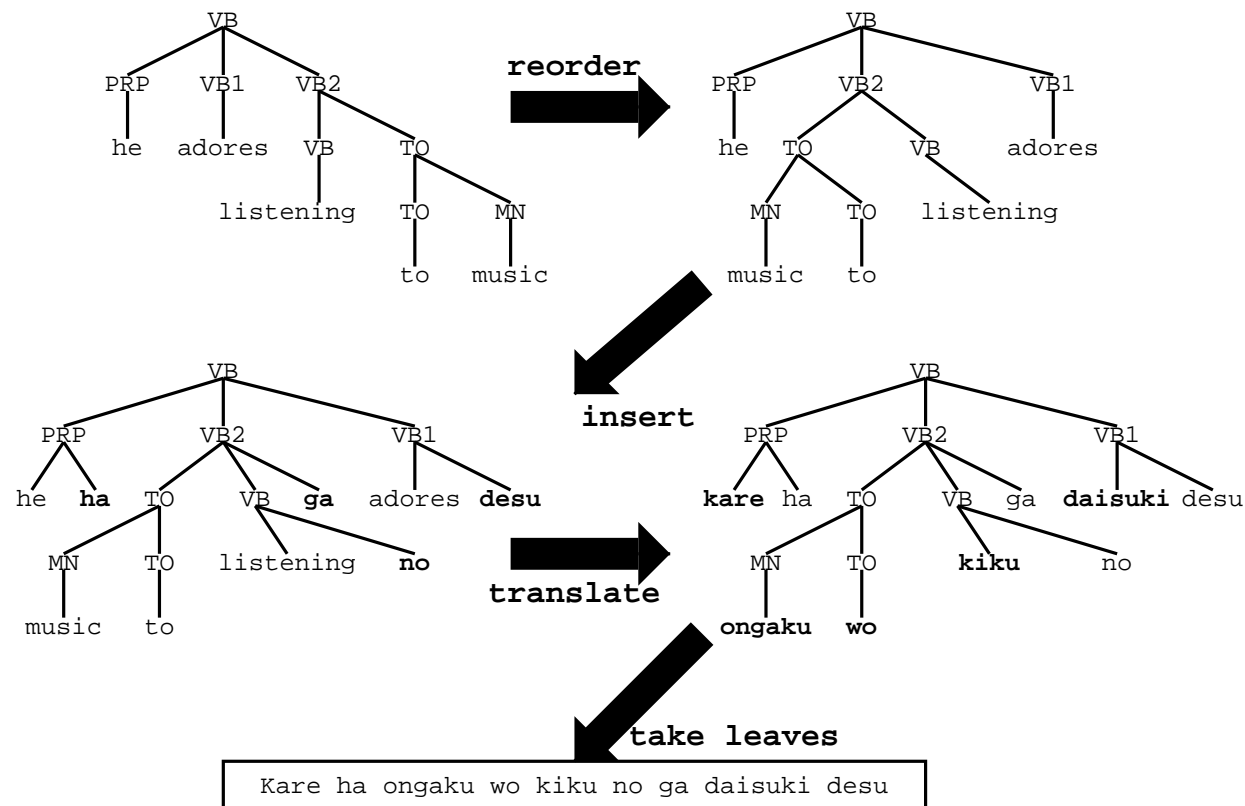 VB VB
reorder
PRP VB1 VB2 PRP VB2 VB1
he adores VB TO he TO VB adores
listening TO MN MN TO listening
to music music to
VB VB
insert
PRP VB2 VB1 PRP VB2 VB1
he ha TO VB ga adores desu kare ha TO VB ga daisuki desu
MN TO listening no MN TO kiku no
translate
music to ongaku wo
take leaves
Kare ha ongaku wo kiku no ga daisuki desu